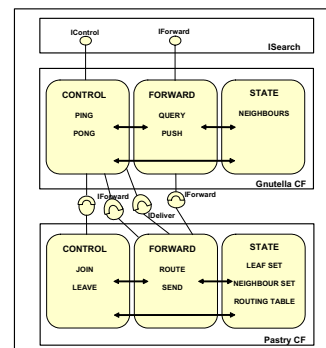 IControl
IForward
ISearch
CONTROL
PING
PONG
FORWARD
QUERY
PUSH
STATE
NEIGHBOURS
Gnutella CF
IForward
IDeliver
IForward
CONTROL
JOIN
LEAVE
FORWARD
ROUTE
SEND
STATE
LEAF SET
NEIGHBOUR SET
ROUTING TABLE
Pastry CF